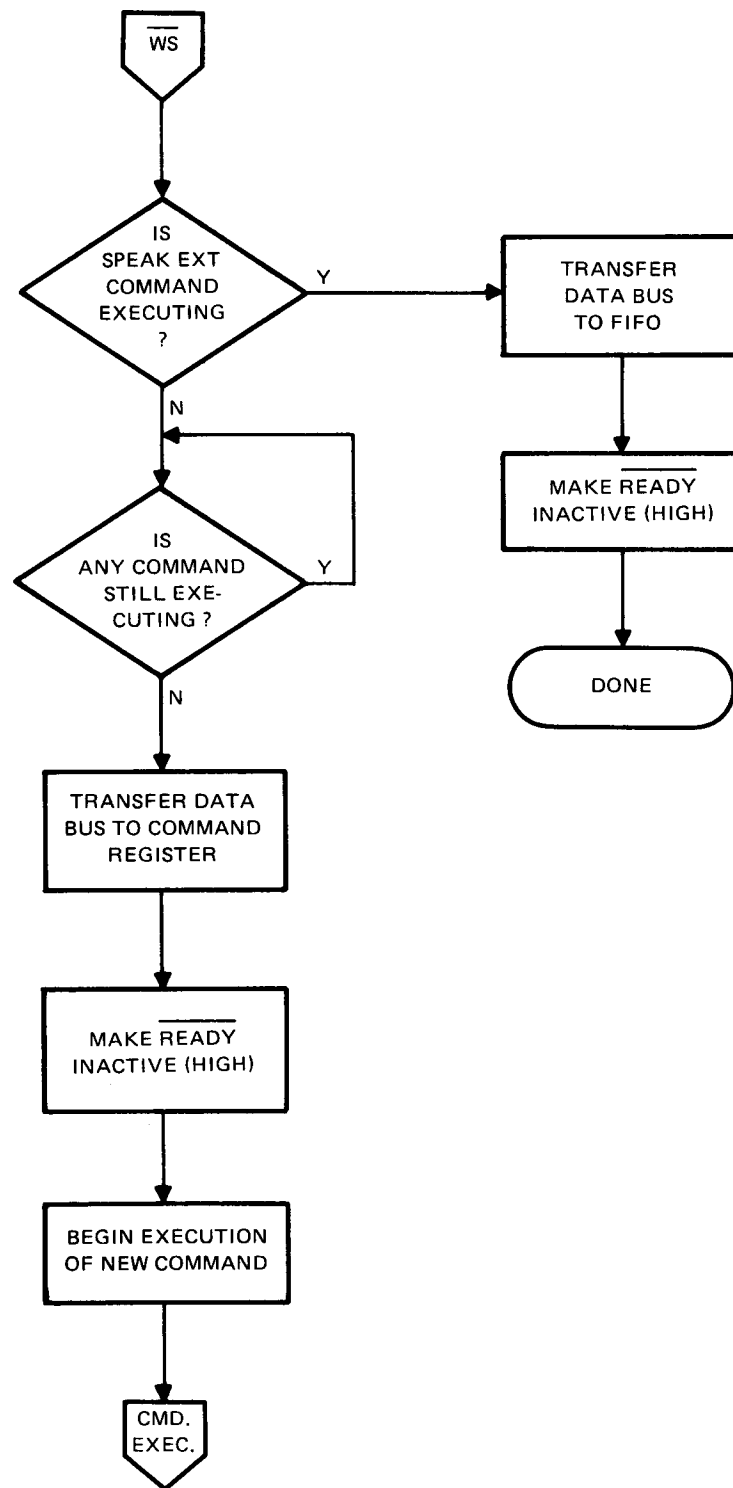 WS
IS
SPEAK EXT
COMMAND
EXECUTING
?
Y
N
TRANSFER
DATA BUS
TO FIFO
MAKE READY
INACTIVE (HIGH)
DONE
IS
ANY COMMAND
STILL EXE-
CUTING ?
Y
N
TRANSFER DATA
BUS TO COMMAND
REGISTER
MAKE READY
INACTIVE (HIGH)
BEGIN EXECUTION
OF NEW COMMAND
CMD.
EXEC.